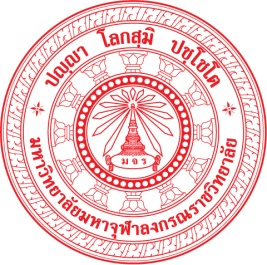 ปญฺญา โลกสฺมิ ปชฺโชโต
ม จ ร
มหาวิทยาลัยมหาจุฬาลงกรณราชวิทยาลัย